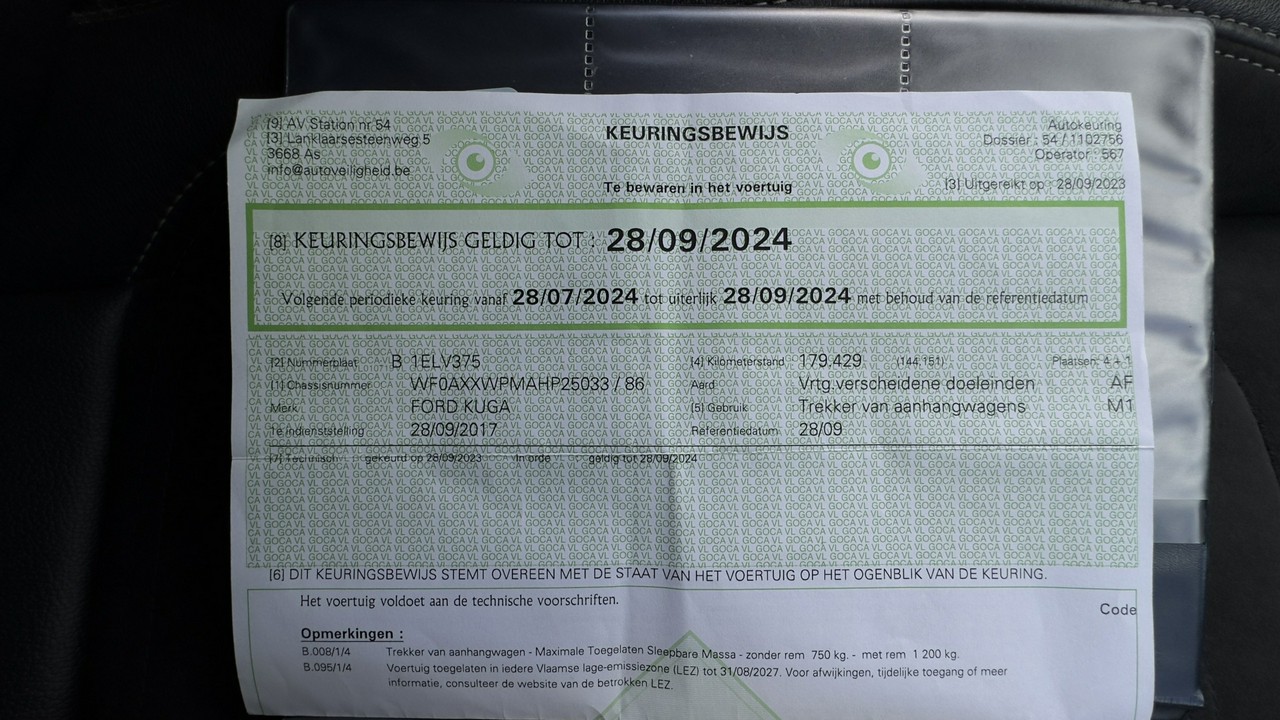 [9] AV Station nr 54
[3] Lanklaarsesteenweg 5
3668 As
info@autoveiligheid.be
KEURINGSBEWIJS
Te bewaren in het voertuig
Autokeuring
Dossier : 54 / 1102756
Operator : 567
[3] Uitgereikt op : 28/09/2023
[8] KEURINGSBEWIJS GELDIG TOT : 28/09/2024
Volgende periodieke keuring vanaf 28/07/2024 tot uiterlijk 28/09/2024 met behoud van de referentiedatum
[2] Nummerplaat B 1ELV375 [4] Kilometerstand 179.429 (144.151) Plaatsen: 4 + 1
[1] Chassisnummer WF0AXXWPMAHP25033 / 86 Aard Vrtg.verscheidene doeleinden AF
Merk FORD KUGA [5] Gebruik Trekker van aanhangwagens M1
1e indienststelling 28/09/2017 Referentiedatum 28/09
[7] Technisch gekeurd op 28/09/2023 In orde geldig tot 28/09/2024
[6] DIT KEURINGSBEWIJS STEMT OVEREEN MET DE STAAT VAN HET VOERTUIG OP HET OGENBLIK VAN DE KEURING.
Het voertuig voldoet aan de technische voorschriften.
Code
Opmerkingen :
B.008/1/4 Trekker van aanhangwagen - Maximale Toegelaten Sleepbare Massa - zonder rem 750 kg. - met rem 1 200 kg.
B.095/1/4 Voertuig toegelaten in iedere Vlaamse lage-emissiezone (LEZ) tot 31/08/2027. Voor afwijkingen, tijdelijke toegang of meer
informatie, consulteer de website van de betrokken LEZ.